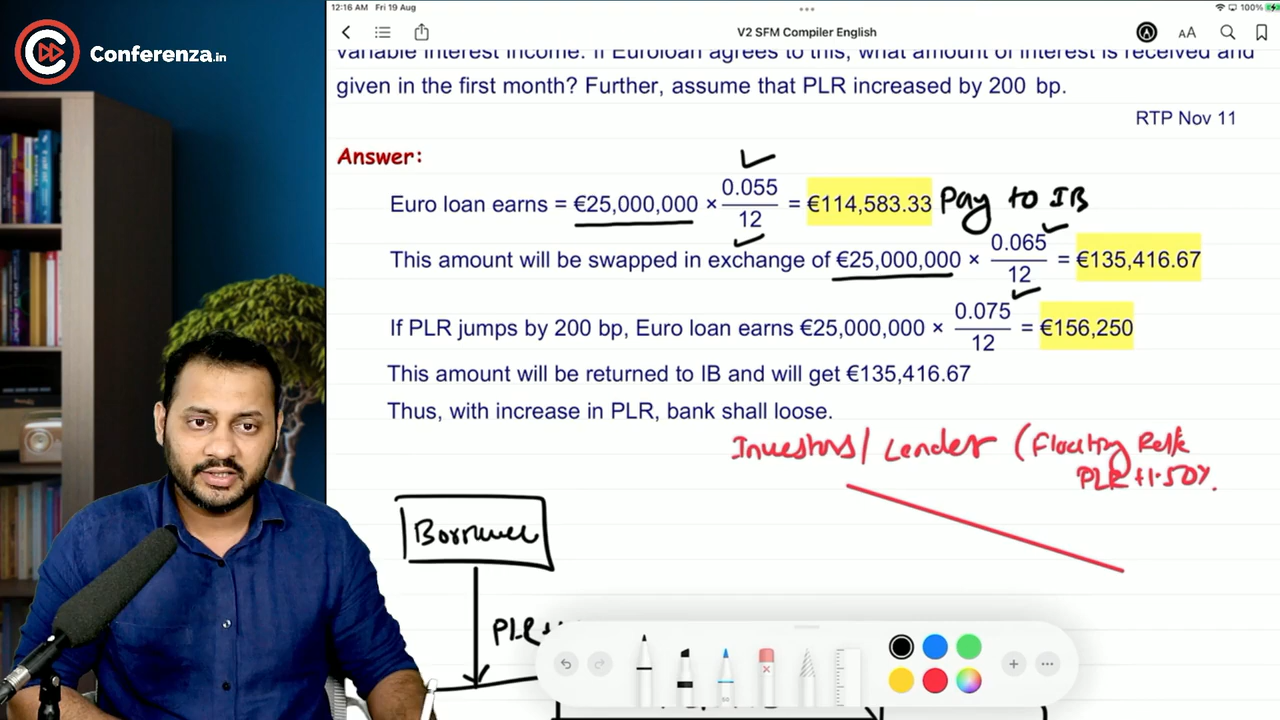 12:16 AM Fri 19 Aug
100%
V2 SFM Compiler English
AA
Conferenza.in
variable interest income. If Euroloan agrees to this, what amount of interest is received and
given in the first month? Further, assume that PLR increased by 200 bp.
RTP Nov 11
Answer:
Euro loan earns = €25,000,000 × 0.055/12 = €114,583.33 Pay to IB
This amount will be swapped in exchange of €25,000,000 × 0.065/12 = €135,416.67
If PLR jumps by 200 bp, Euro loan earns €25,000,000 × 0.075/12 = €156,250
This amount will be returned to IB and will get €135,416.67
Thus, with increase in PLR, bank shall loose.
Investors/ Lender (Floating
PLR +1.50%.
Borrower
PLR +